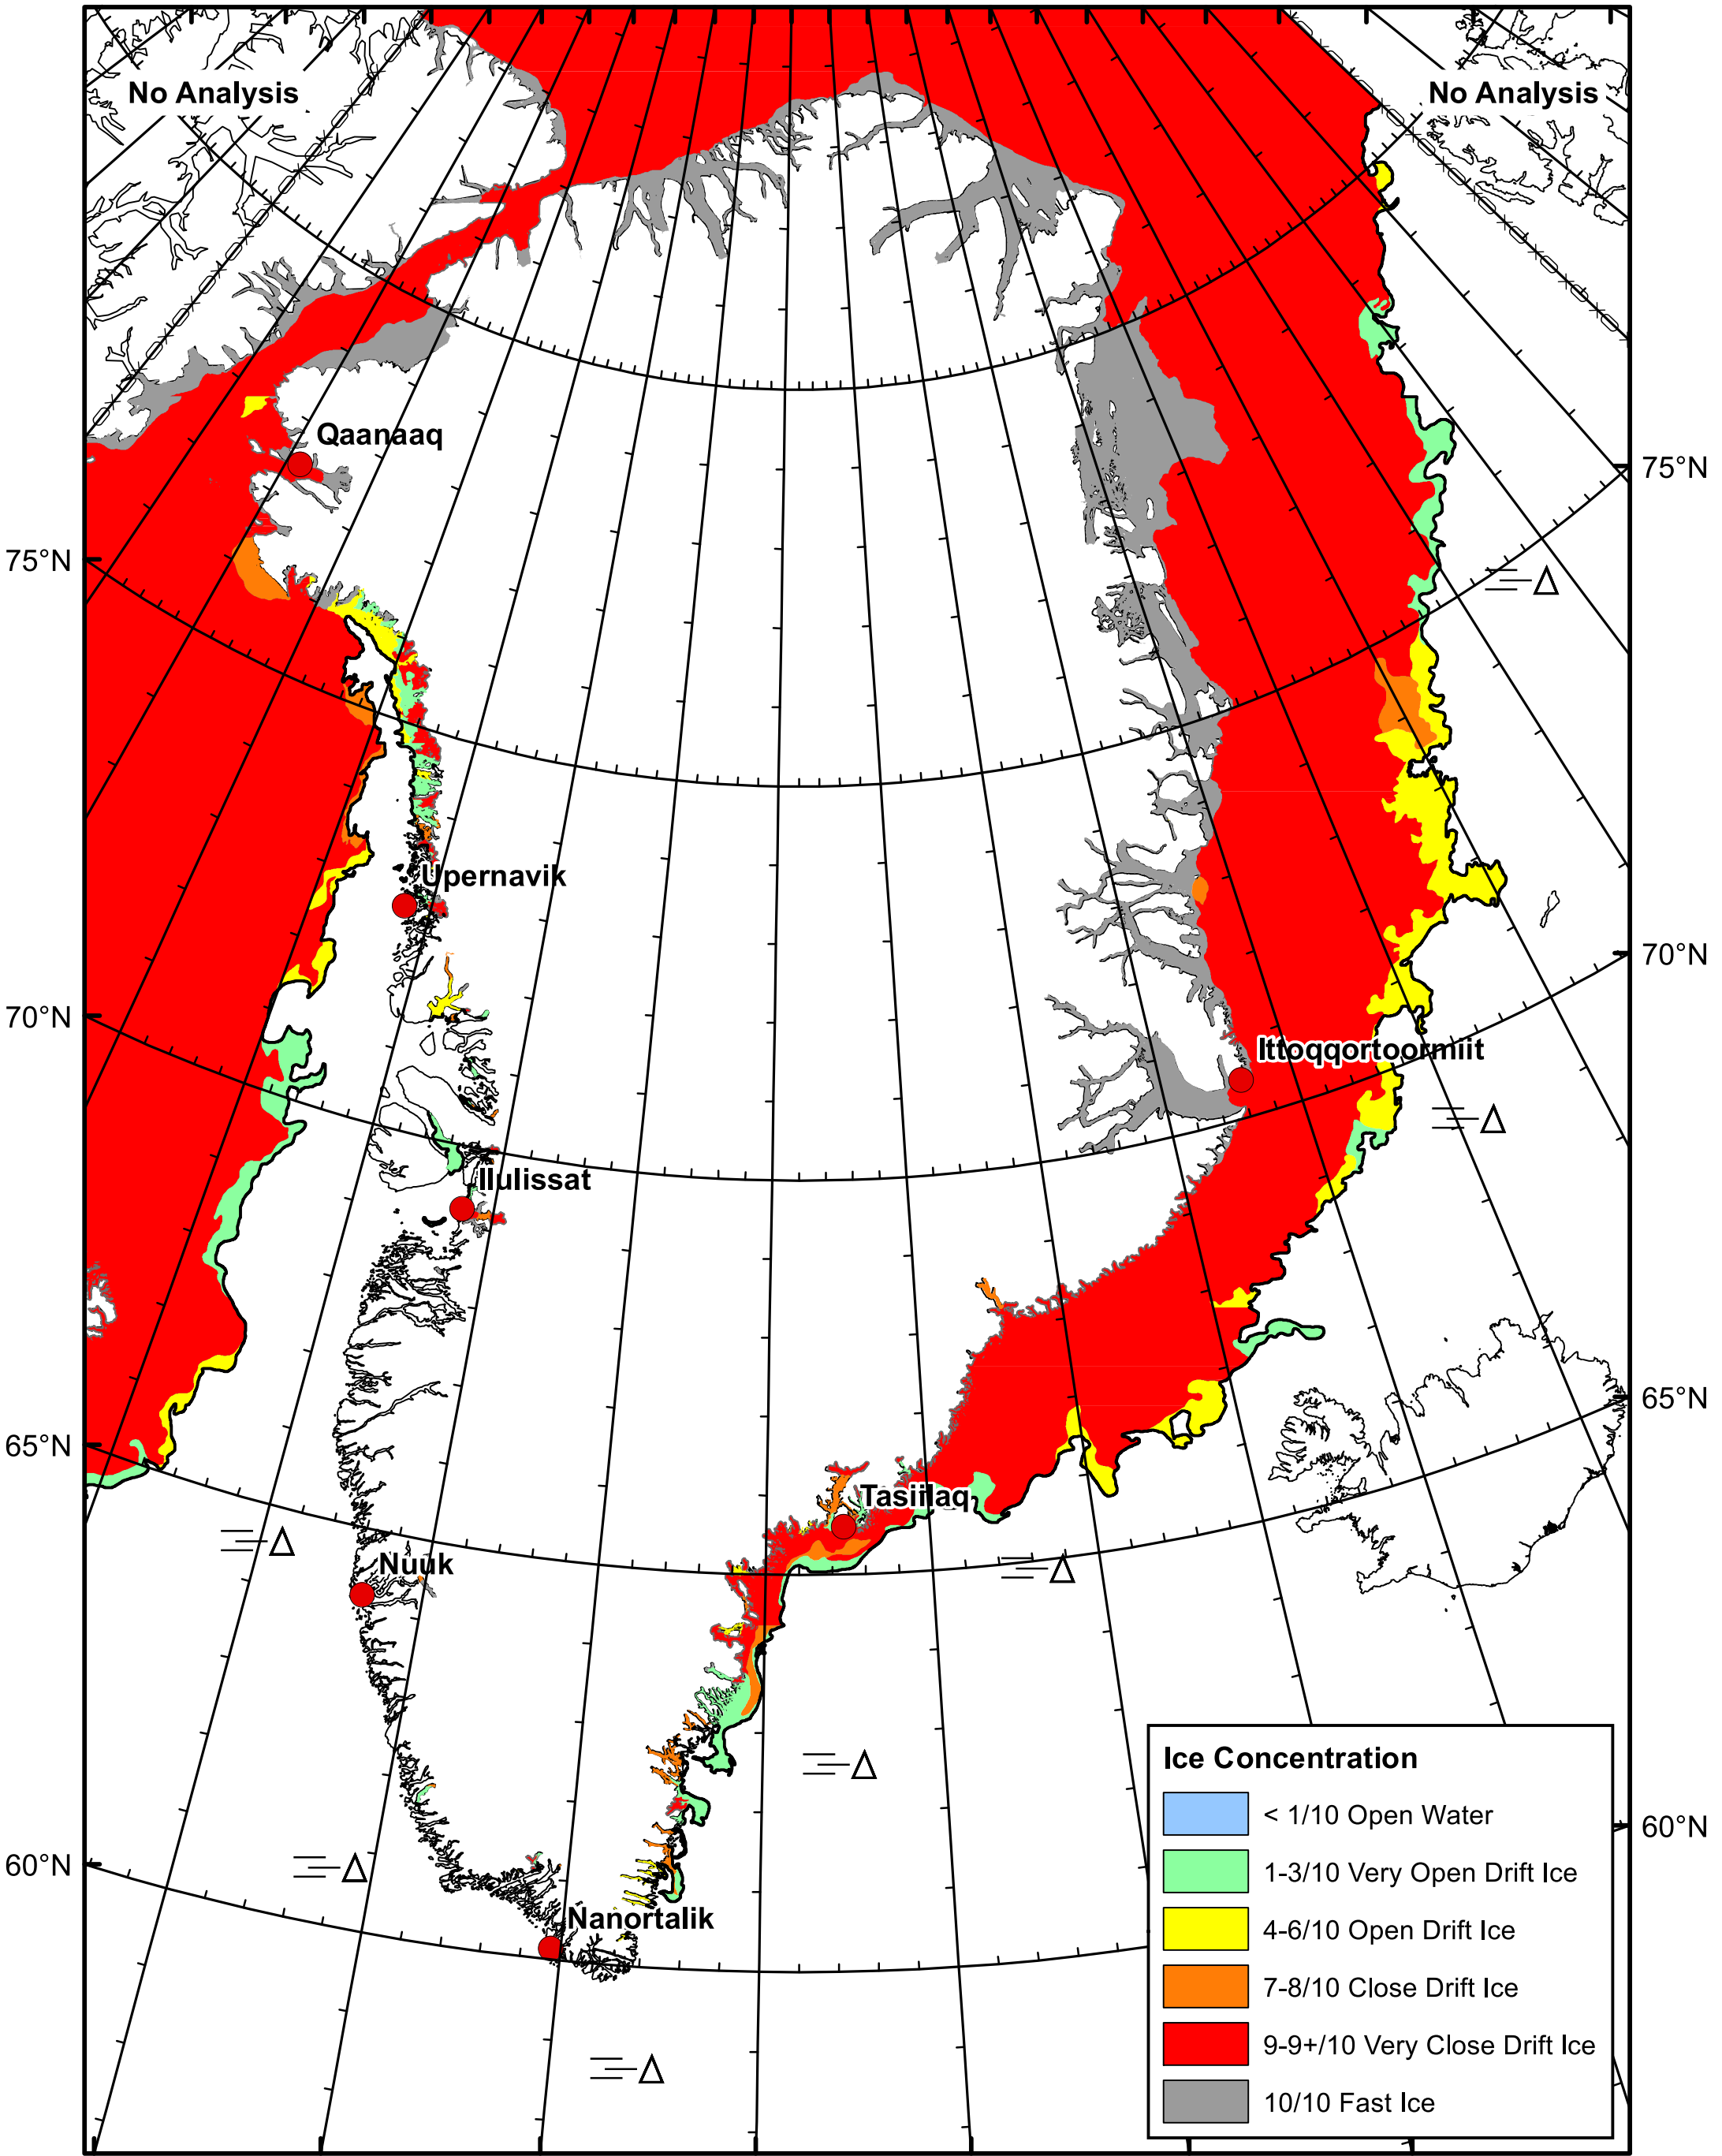 No Analysis
No Analysis
Qaanaaq
75°N
75°N
Upernavik
70°N
70°N
Ittoqqortoormiit
Ilulissat
65°N
65°N
Tasiilaq
Nuuk
60°N
60°N
Nanortalik
Ice Concentration
< 1/10 Open Water
1-3/10 Very Open Drift Ice
4-6/10 Open Drift Ice
7-8/10 Close Drift Ice
9-9+/10 Very Close Drift Ice
10/10 Fast Ice